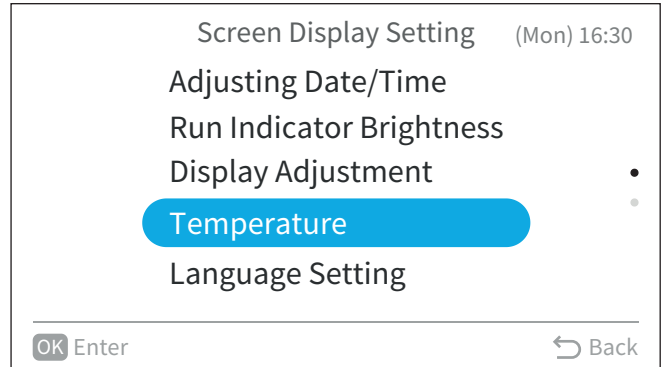 Screen Display Setting (Mon) 16:30
Adjusting Date/Time
Run Indicator Brightness
Display Adjustment
Temperature
Language Setting
OK Enter Back